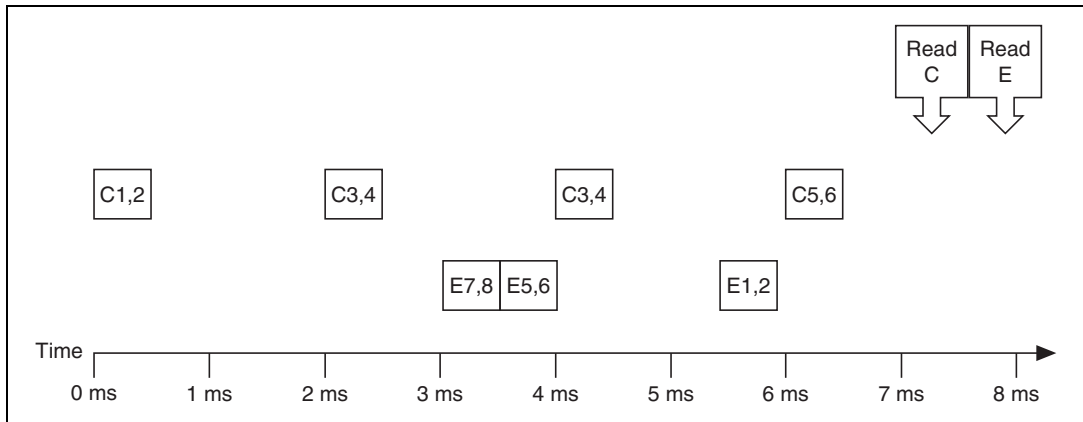 Read
C
Read
E
C1,2
C3,4
C3,4
C5,6
E7,8
E5,6
E1,2
Time
0 ms
1 ms
2 ms
3 ms
4 ms
5 ms
6 ms
7 ms
8 ms